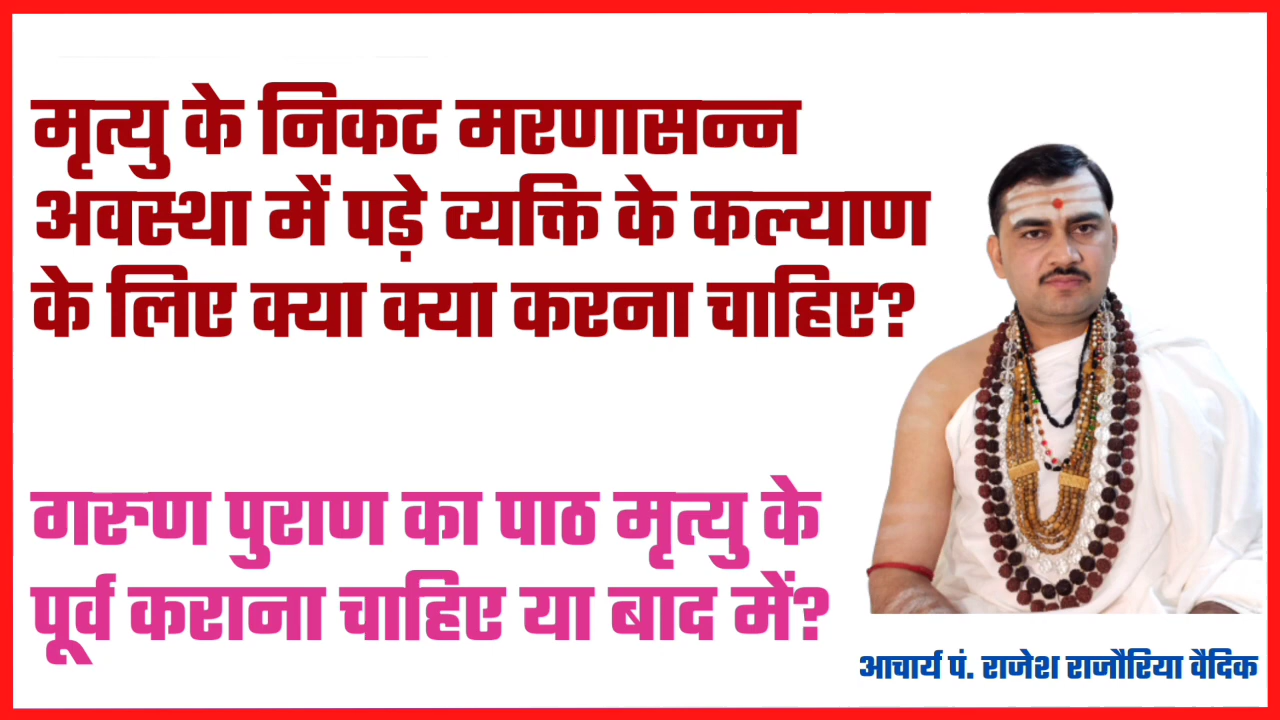 मृत्यु के निकट मरणासन्न
अवस्था में पड़े व्यक्ति के कल्याण
के लिए क्या क्या करना चाहिए?
गरुण पुराण का पाठ मृत्यु के
पूर्व कराना चाहिए या बाद में?
आचार्य पं. राजेश राजौरिया वैदिक